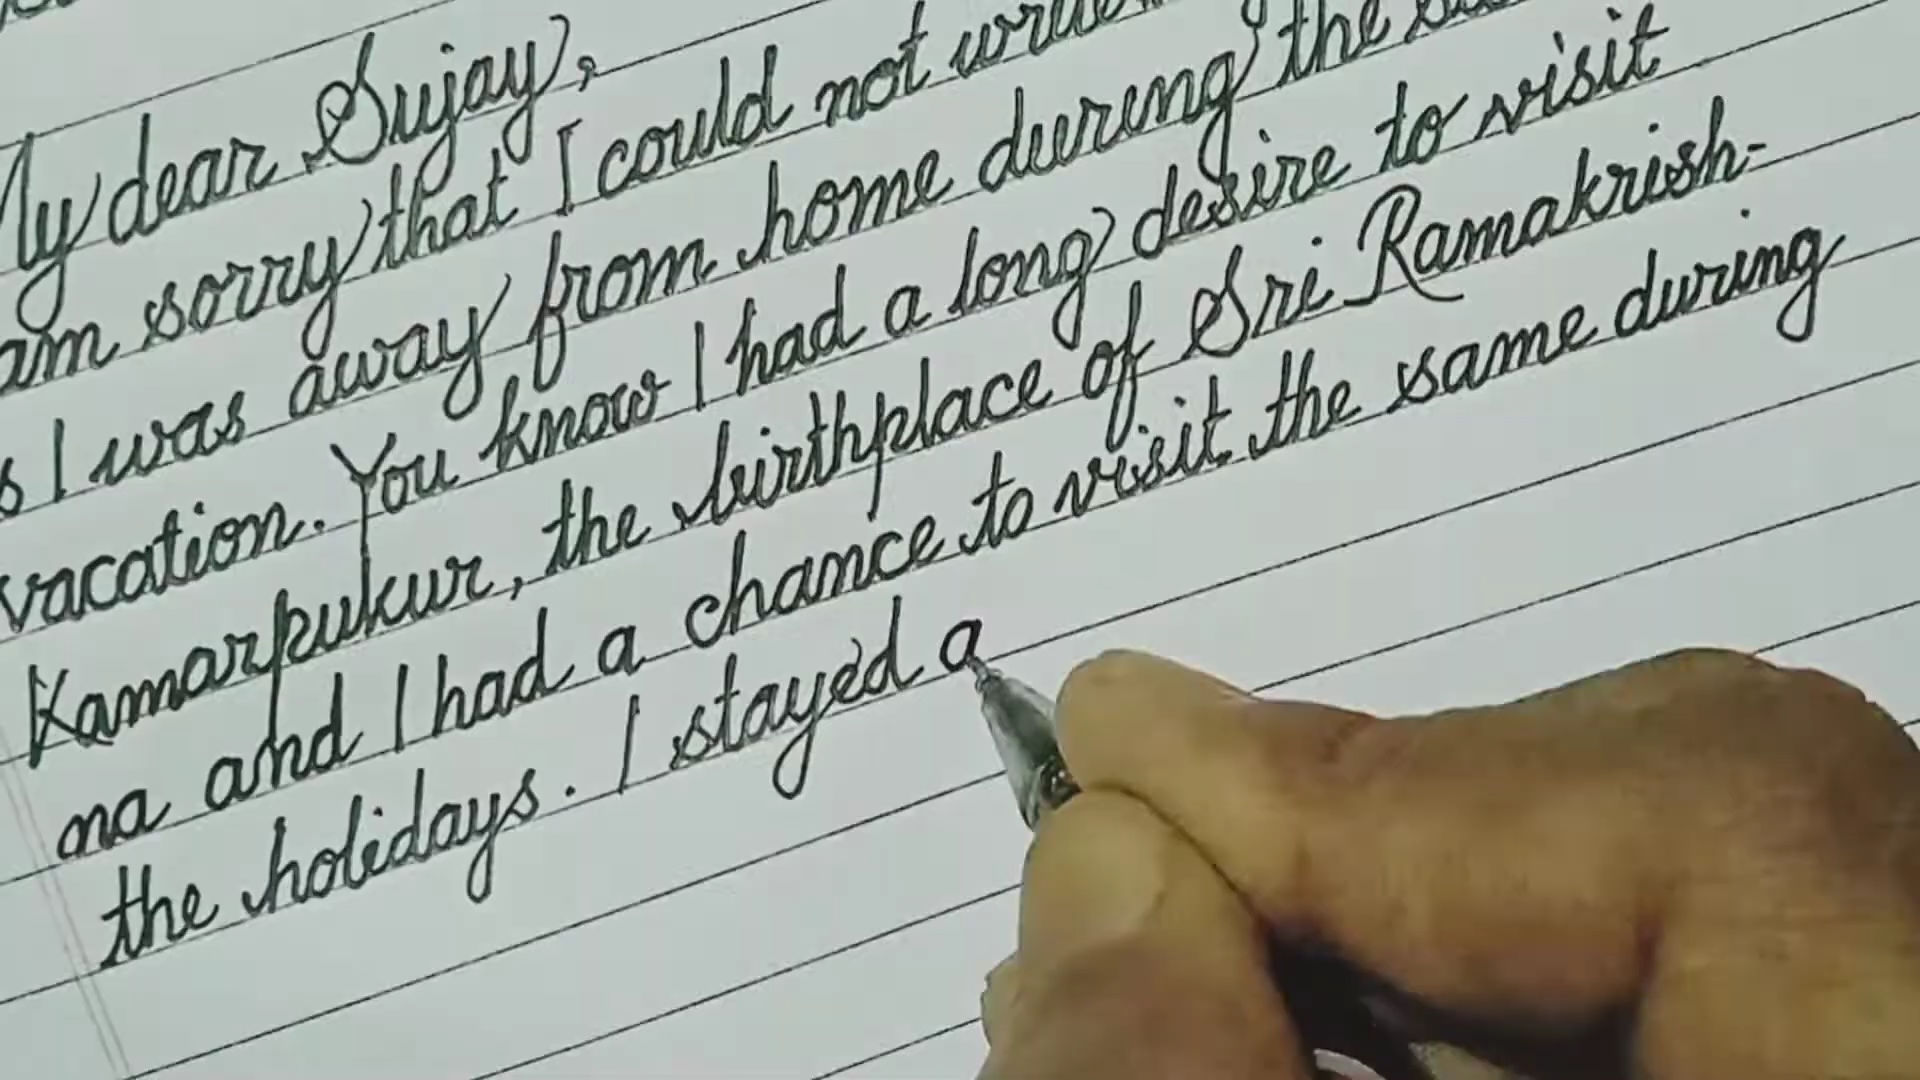 My dear Sujay,
am sorry that I could not write
s I was away from home during the
vacation. You know I had a long desire to visit
Kamarpukur, the birthplace of Sri Ramakrish-
na and I had a chance to visit the same during
the holidays. I stayed a